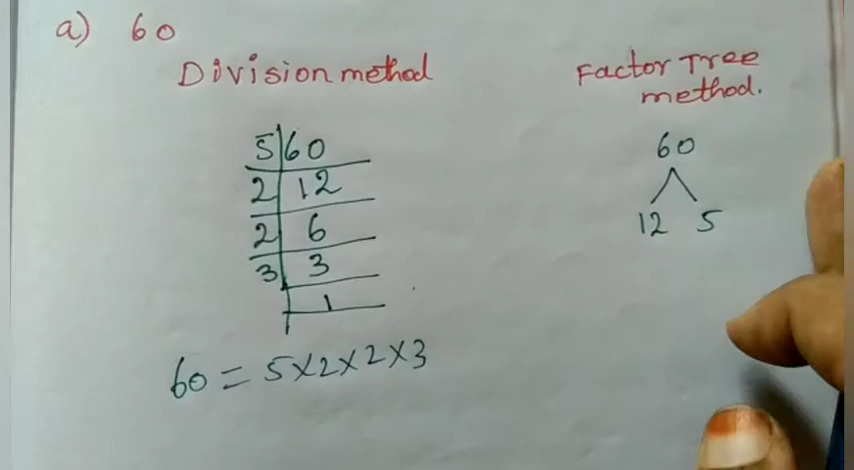 a) 60
Division method
5 60
2 12
2 6
3 3
1
60 = 5×2×2×3
Factor Tree
method.
60
12 5